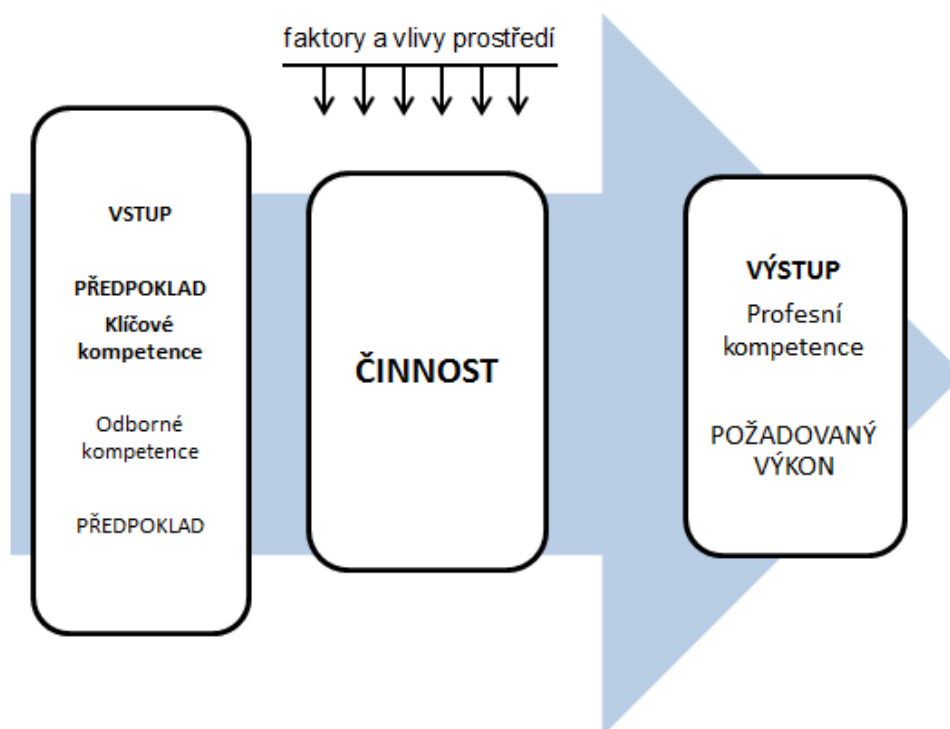 faktory a vlivy prostředí
VSTUP
PŘEDPOKLAD
Klíčové
kompetence
Odborné
kompetence
PŘEDPOKLAD
ČINNOST
VÝSTUP
Profesní
kompetence
POŽADOVANÝ
VÝKON